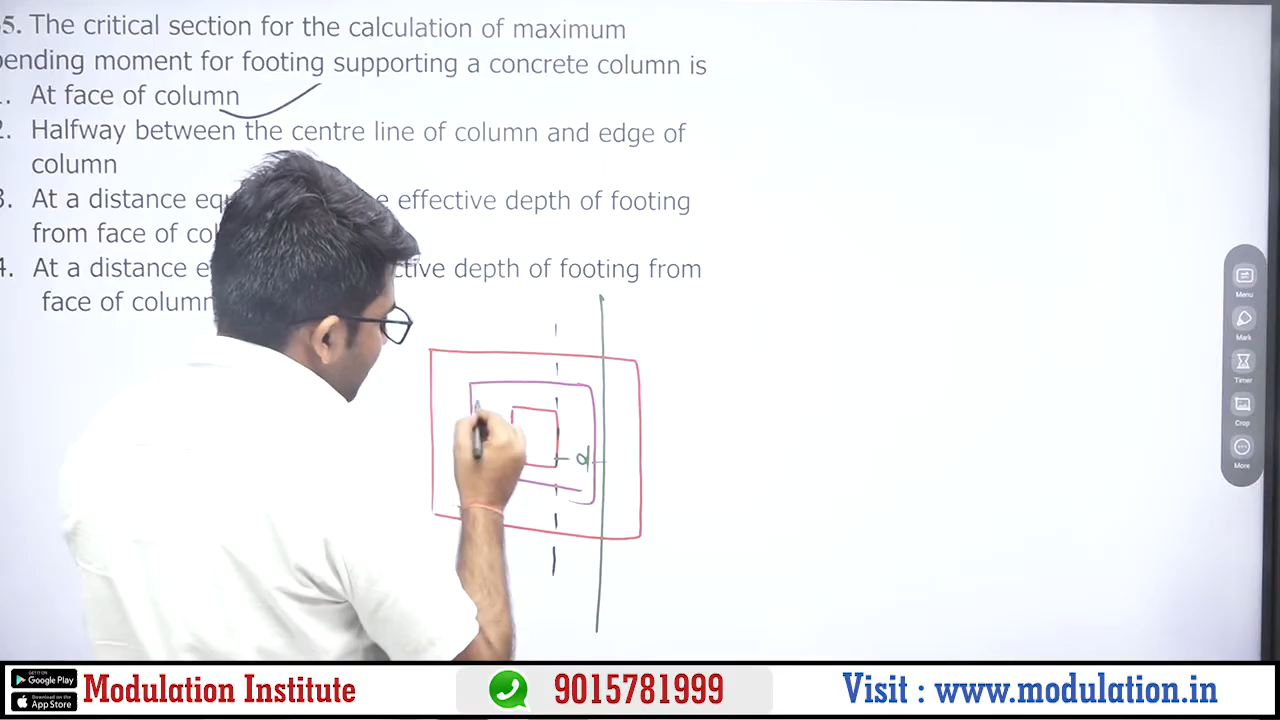 5. The critical section for the calculation of maximum
bending moment for footing supporting a concrete column is
1. At face of column
2. Halfway between the centre line of column and edge of
column
3. At a distance effective depth of footing
from face of
4. At a distance depth of footing from
face of column
d
Menu
Mark
Timer
Crop
More
GET IT ON
Google Play
Download on the
App Store
Modulation Institute
9015781999
Visit : www.modulation.in